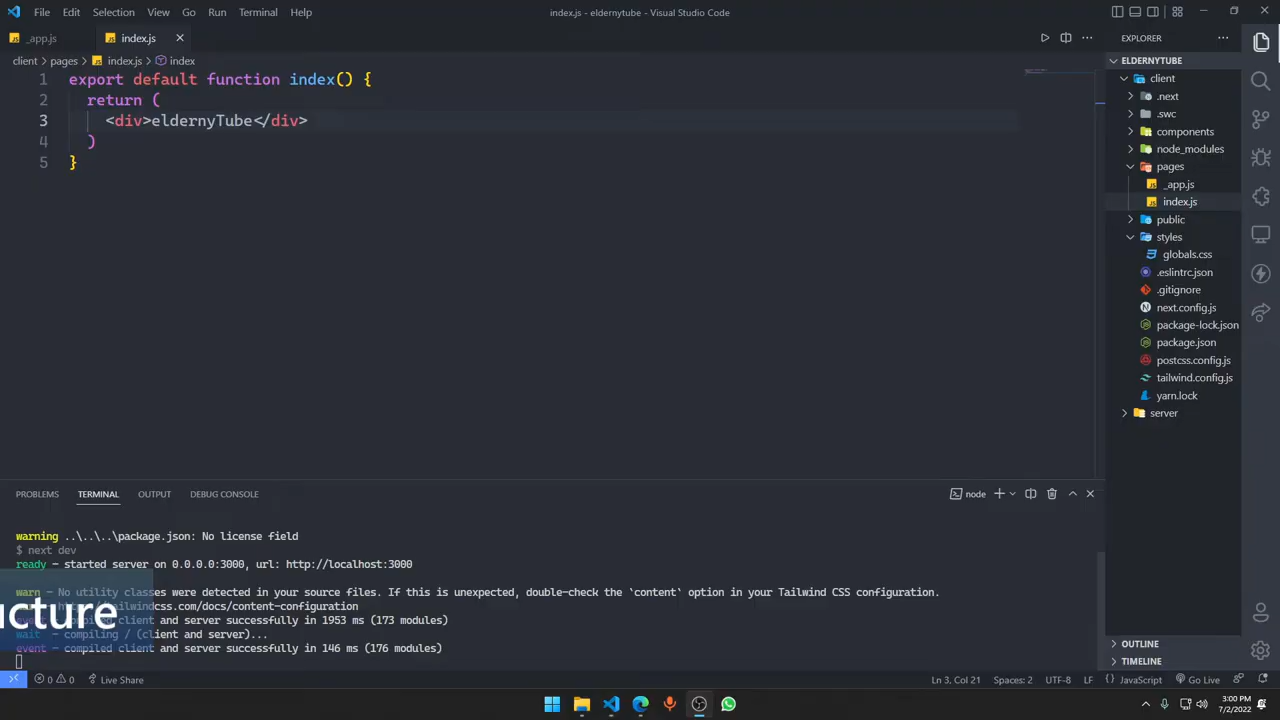 File Edit Selection View Go Run Terminal Help
index.js - eldernytube - Visual Studio Code
_app.js
index.js
client > pages > index.js > index
1 export default function index() {
2 return (
3 <div>eldernyTube</div>
4 )
5 }
EXPLORER
ELDERNYTUBE
client
.next
.swc
components
node_modules
pages
_app.js
index.js
public
styles
globals.css
.eslintrc.json
.gitignore
next.config.js
package-lock.json
package.json
postcss.config.js
tailwind.config.js
yarn.lock
server
OUTLINE
TIMELINE
PROBLEMS TERMINAL OUTPUT DEBUG CONSOLE
node
warning ..\..\..\package.json: No license field
$ next dev
ready - started server on 0.0.0.0:3000, url: http://localhost:3000
warn - No utility classes were detected in your source files. If this is unexpected, double-check the `content` option in your Tailwind CSS configuration.
tailwindcss.com/docs/content-configuration
event - compiled client and server successfully in 1953 ms (173 modules)
wait - compiling / (client and server)...
event - compiled client and server successfully in 146 ms (176 modules)
ucture
0 0 Live Share
Ln 3, Col 21 Spaces: 2 UTF-8 LF {} JavaScript Go Live
3:00 PM
7/2/2022